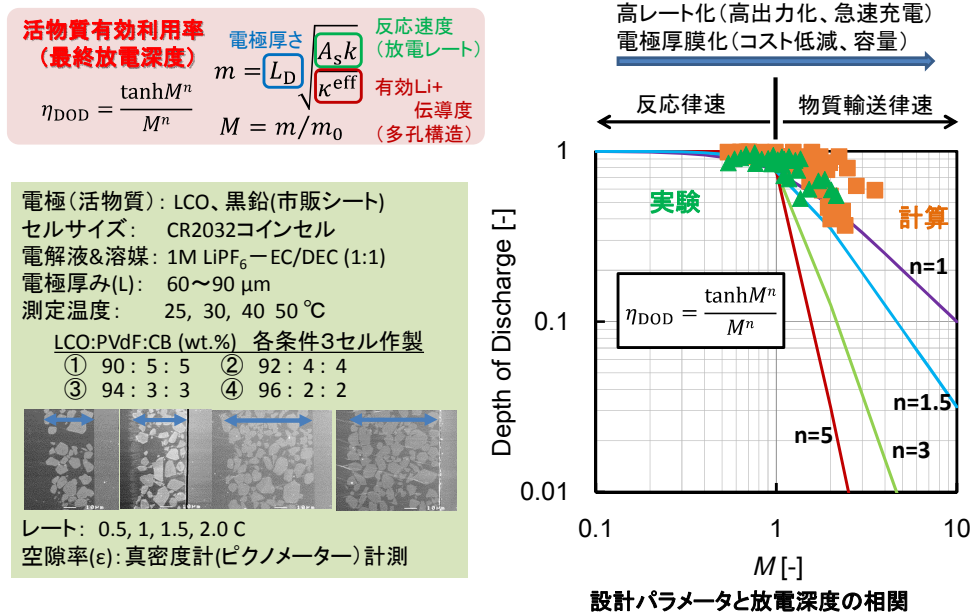 活物質有効利用率
(最終放電深度)
η_DOD = tanhM^n / M^n
電極厚さ
m = L_D √(A_s k / κ^eff)
M = m/m_0
反応速度
(放電レート)
有効Li+
伝導度
(多孔構造)
電極(活物質): LCO、黒鉛(市販シート)
セルサイズ: CR2032コインセル
電解液&溶媒: 1M LiPF₆ーEC/DEC (1:1)
電極厚み(L): 60～90 μm
測定温度: 25, 30, 40 50 ℃
LCO:PVdF:CB (wt.%) 各条件3セル作製
① 90 : 5 : 5 ② 92 : 4 : 4
③ 94 : 3 : 3 ④ 96 : 2 : 2
レート: 0.5, 1, 1.5, 2.0 C
空隙率(ε):真密度計(ピクノメーター)計測
高レート化(高出力化、急速充電)
電極厚膜化(コスト低減、容量)
反応律速
物質輸送律速
Depth of Discharge [-]
1
0.1
0.01
実験
計算
η_DOD = tanhM^n / M^n
n=1
n=1.5
n=3
n=5
0.1
1
10
M [-]
設計パラメータと放電深度の相関